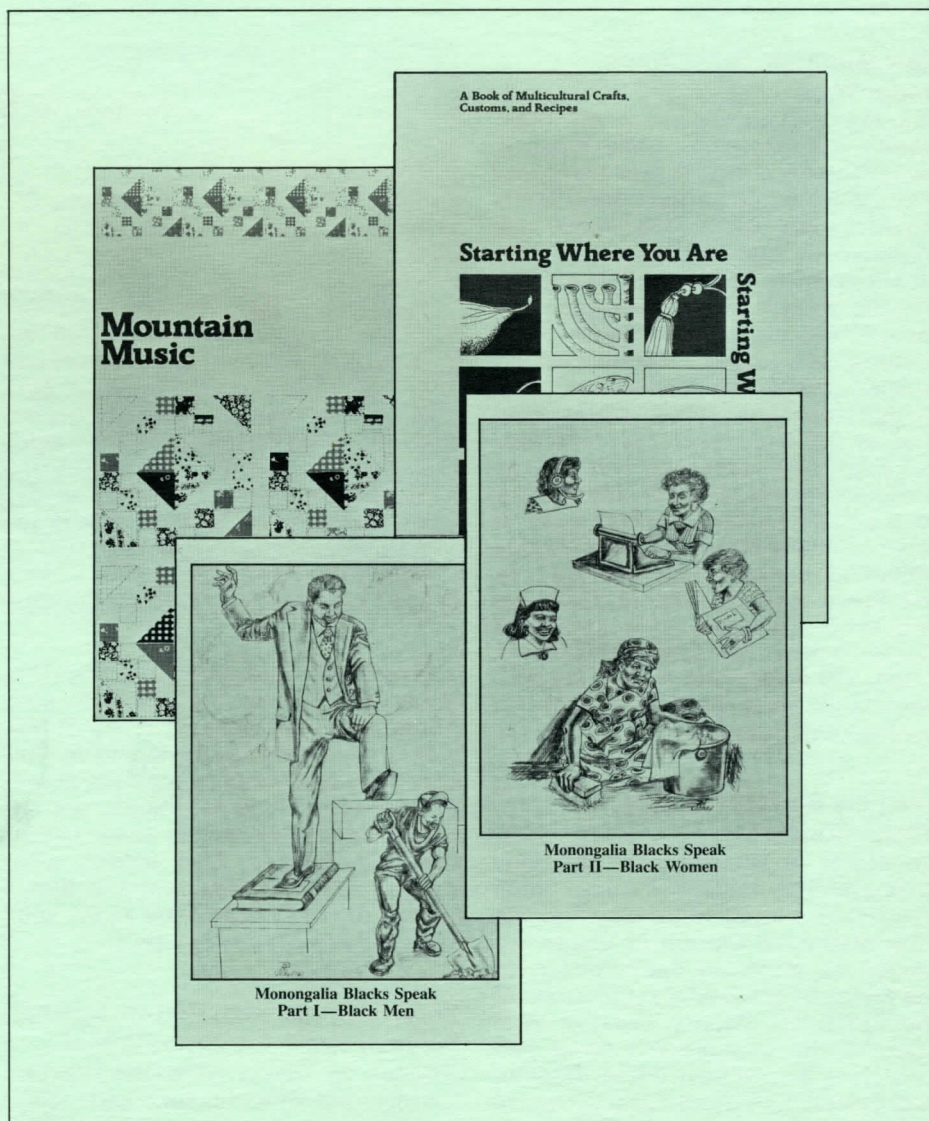 A Book of Multicultural Crafts,
Customs, and Recipes
Starting Where You Are
Starting W
Mountain
Music
Monongalia Blacks Speak
Part II—Black Women
Monongalia Blacks Speak
Part I—Black Men